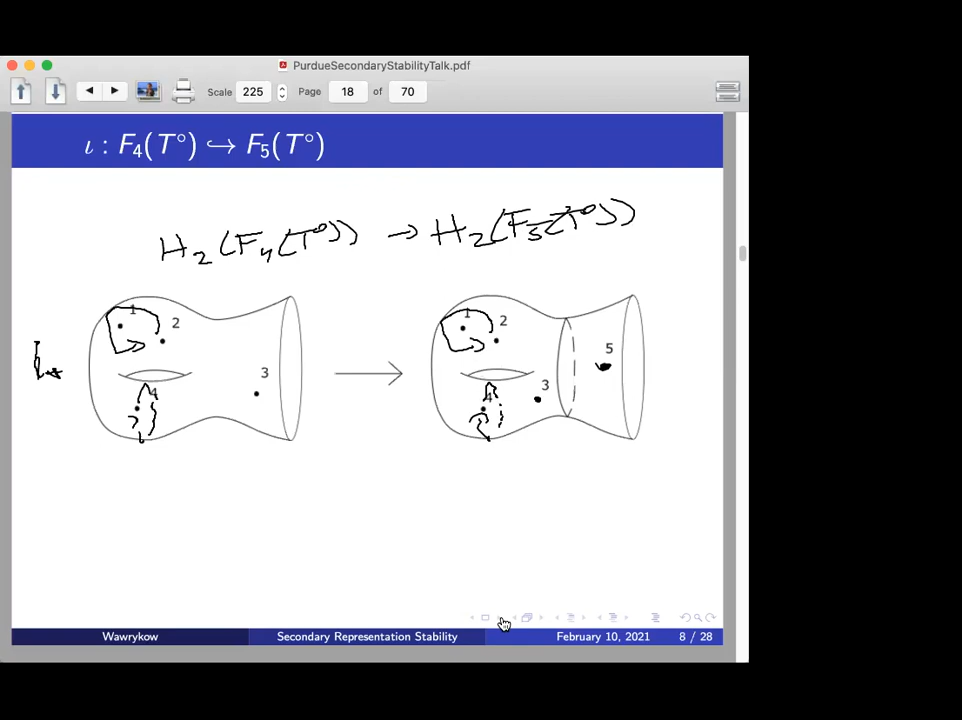 PurdueSecondaryStabilityTalk.pdf
Scale 225 Page 18 of 70
ι : F₄(T°) ↪ F₅(T°)
H₂(F₄(T°)) → H₂(F₅(T°))
1 2 3 4
1 2 3 4 5
Wawrykow Secondary Representation Stability February 10, 2021 8 / 28